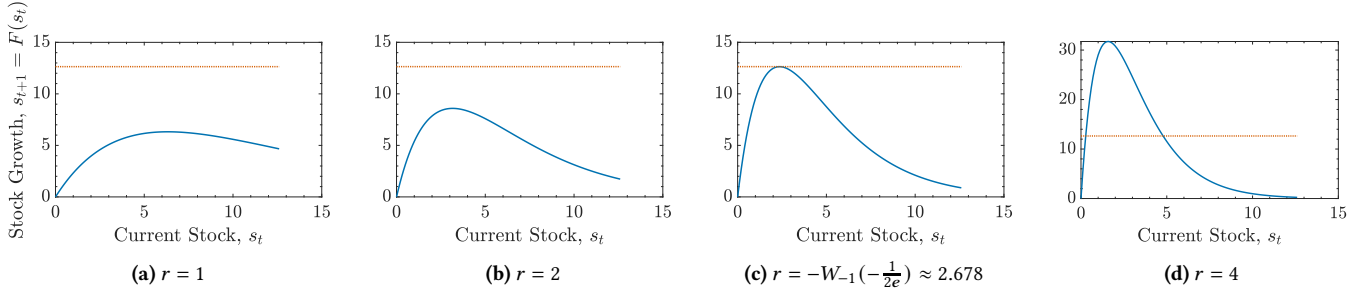 Stock Growth, s_{t+1} = F(s_t)
15
10
5
0
0 5 10 15
Current Stock, s_t
(a) r = 1
15
10
5
0
0 5 10 15
Current Stock, s_t
(b) r = 2
15
10
5
0
0 5 10 15
Current Stock, s_t
(c) r = −W_{−1}(−\frac{1}{2e}) ≈ 2.678
30
20
10
0
0 5 10 15
Current Stock, s_t
(d) r = 4